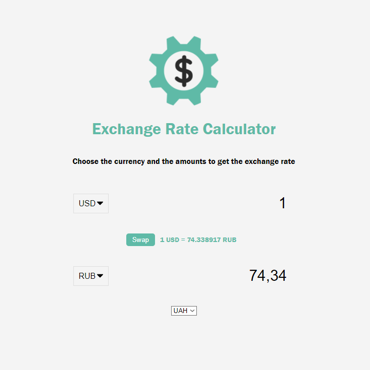 $
Exchange Rate Calculator
Choose the currency and the amounts to get the exchange rate
USD 1
Swap 1 USD = 74.338917 RUB
RUB 74,34
UAH